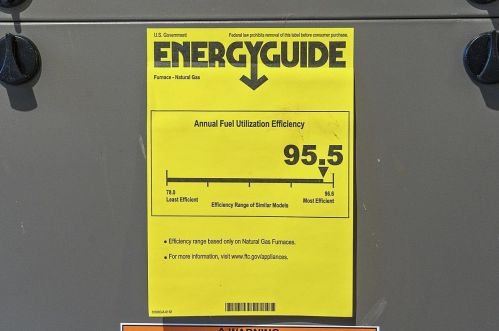 U.S. Government Federal law prohibits removal of this label before consumer purchase.
ENERGYGUIDE
Furnace - Natural Gas
Annual Fuel Utilization Efficiency
95.5
78.0 96.6
Least Efficient Most Efficient
Efficiency Range of Similar Models
• Efficiency range based only on Natural Gas Furnaces.
• For more information, visit www.ftc.gov/appliances.
WARNING